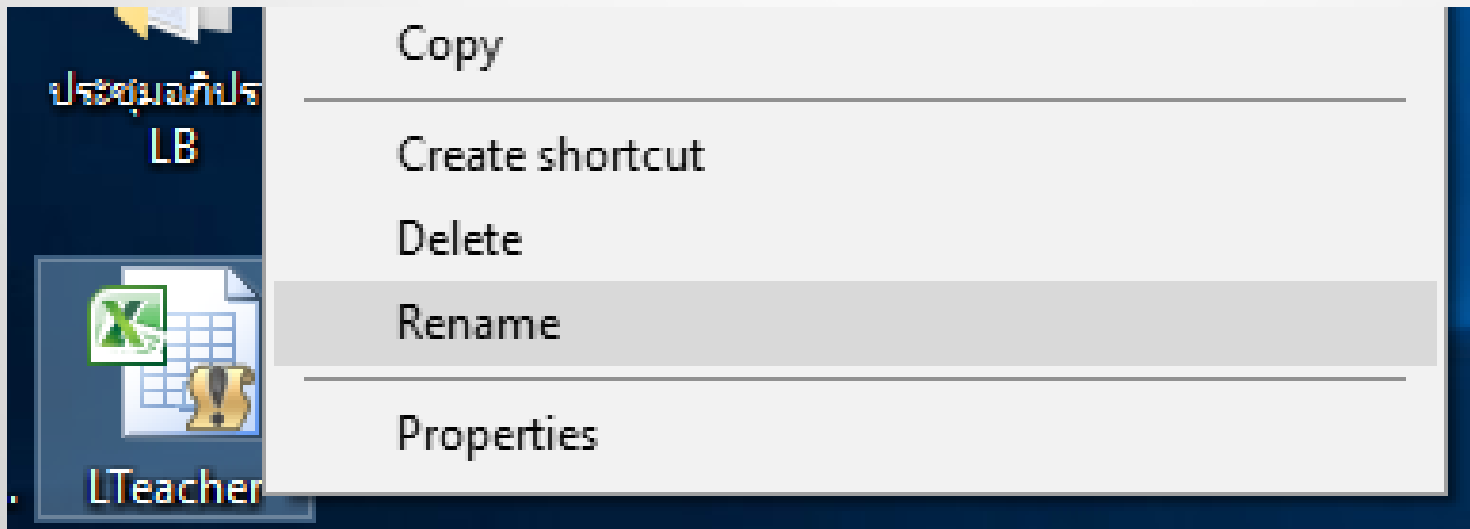 Copy
ประชุมอภิปร
LB
Create shortcut
Delete
Rename
Properties
LTeacher